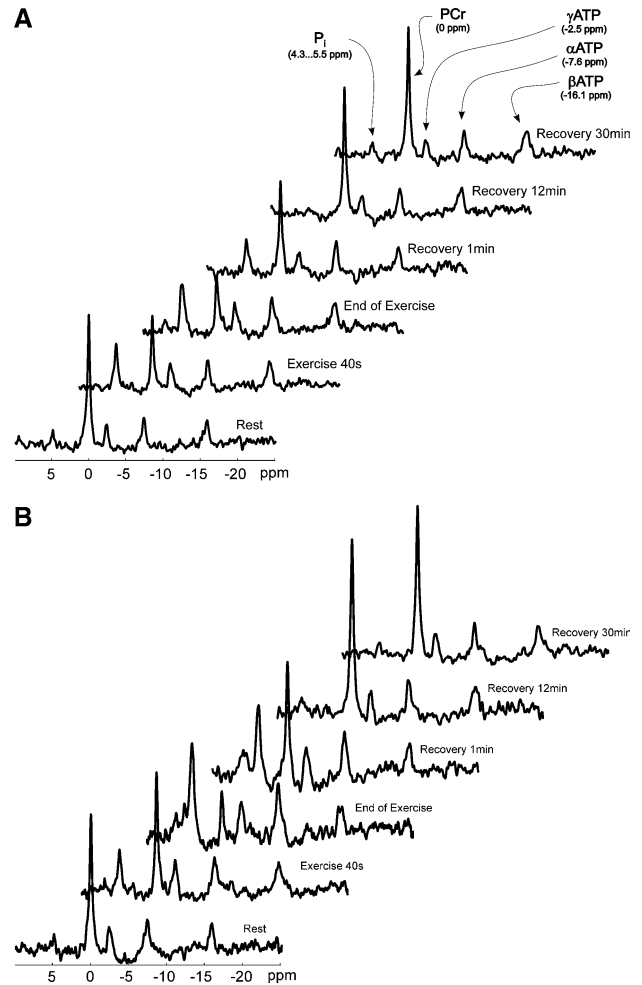 A
P_i
(4.3...5.5 ppm)
PCr
(0 ppm)
γATP
(-2.5 ppm)
αATP
(-7.6 ppm)
βATP
(-16.1 ppm)
Recovery 30min
Recovery 12min
Recovery 1min
End of Exercise
Exercise 40s
Rest
5 0 -5 -10 -15 -20 ppm
B
Recovery 30min
Recovery 12min
Recovery 1min
End of Exercise
Exercise 40s
Rest
5 0 -10 -15 -20 ppm